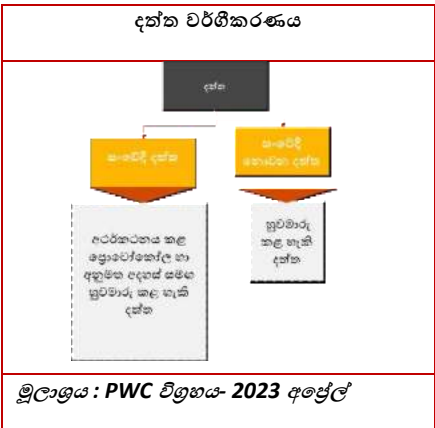 දත්ත වර්ගීකරණය
දත්ත
සංවේදී දත්ත
සංවේදී
නොවන දත්ත
අර්ථකථනය කළ
ප්‍රොටෝකෝල හා
අනුමත අදහස් සමඟ
හුවමාරු කළ හැකි
දත්ත
හුවමාරු
කළ හැකි
දත්ත
මූලාශ්‍රය : PWC විග්‍රහය- 2023 අප්‍රේල්